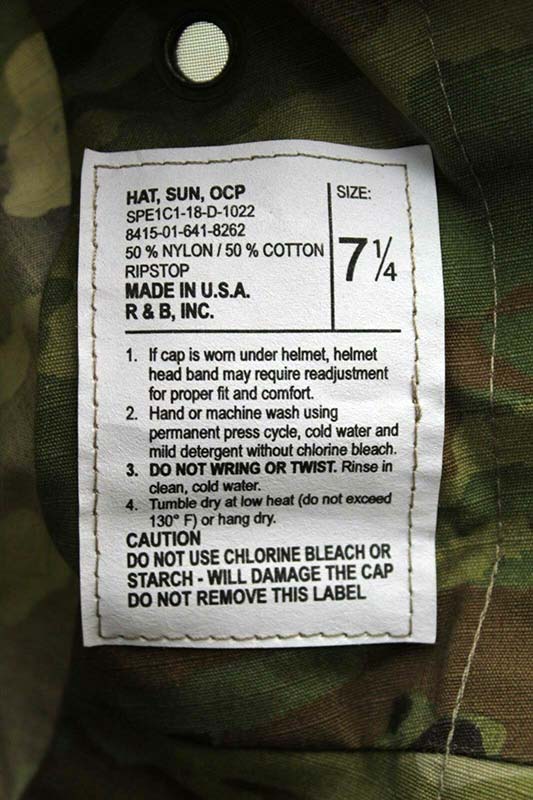 HAT, SUN, OCP
SPE1C1-18-D-1022
8415-01-641-8262
50 % NYLON / 50 % COTTON
RIPSTOP
MADE IN U.S.A.
R & B, INC.
SIZE:
7 1/4
1. If cap is worn under helmet, helmet
head band may require readjustment
for proper fit and comfort.
2. Hand or machine wash using
permanent press cycle, cold water and
mild detergent without chlorine bleach.
3. DO NOT WRING OR TWIST. Rinse in
clean, cold water.
4. Tumble dry at low heat (do not exceed
130° F) or hang dry.
CAUTION
DO NOT USE CHLORINE BLEACH OR
STARCH - WILL DAMAGE THE CAP
DO NOT REMOVE THIS LABEL